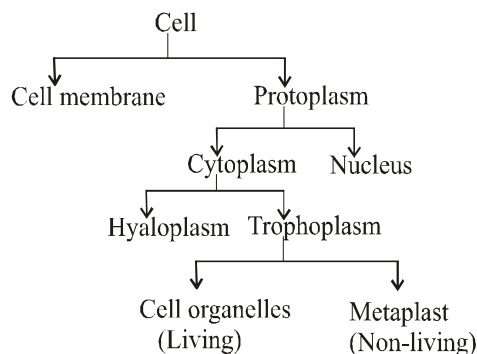 Cell
Cell membrane Protoplasm
Cytoplasm Nucleus
Hyaloplasm Trophoplasm
Cell organelles Metaplast
(Living) (Non-living)